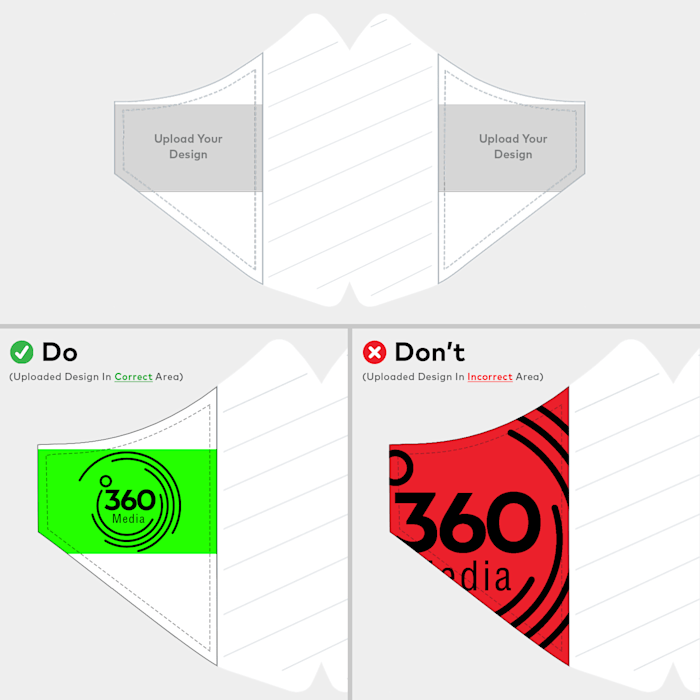 Upload Your
Design
Upload Your
Design
Do
(Uploaded Design In Correct Area)
360
Media
Don't
(Uploaded Design In Incorrect Area)
360
edia